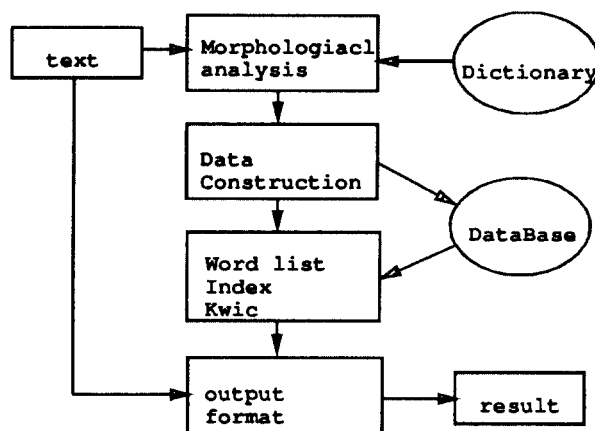 text
Morphologiacl
analysis
Dictionary
Data
Construction
DataBase
Word list
Index
Kwic
output
format
result